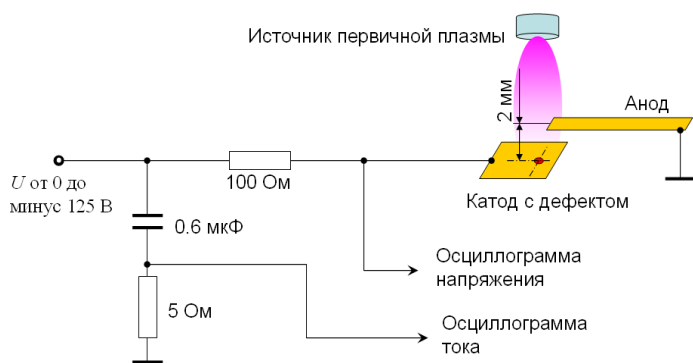 Источник первичной плазмы
2 мм
Анод
U от 0 до
минус 125 В
100 Ом
Катод с дефектом
0.6 мкФ
Осциллограмма
напряжения
5 Ом
Осциллограмма
тока